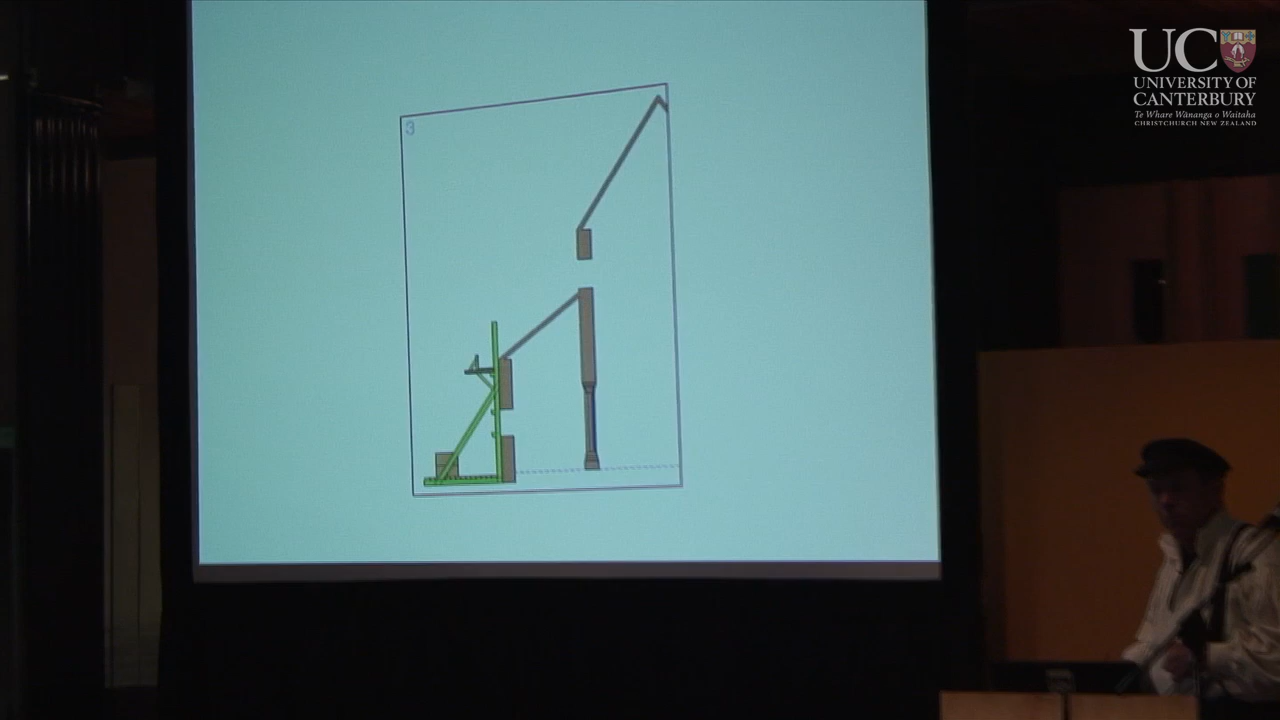 3
UC
UNIVERSITY OF
CANTERBURY
Te Whare Wānanga o Waitaha
CHRISTCHURCH NEW ZEALAND